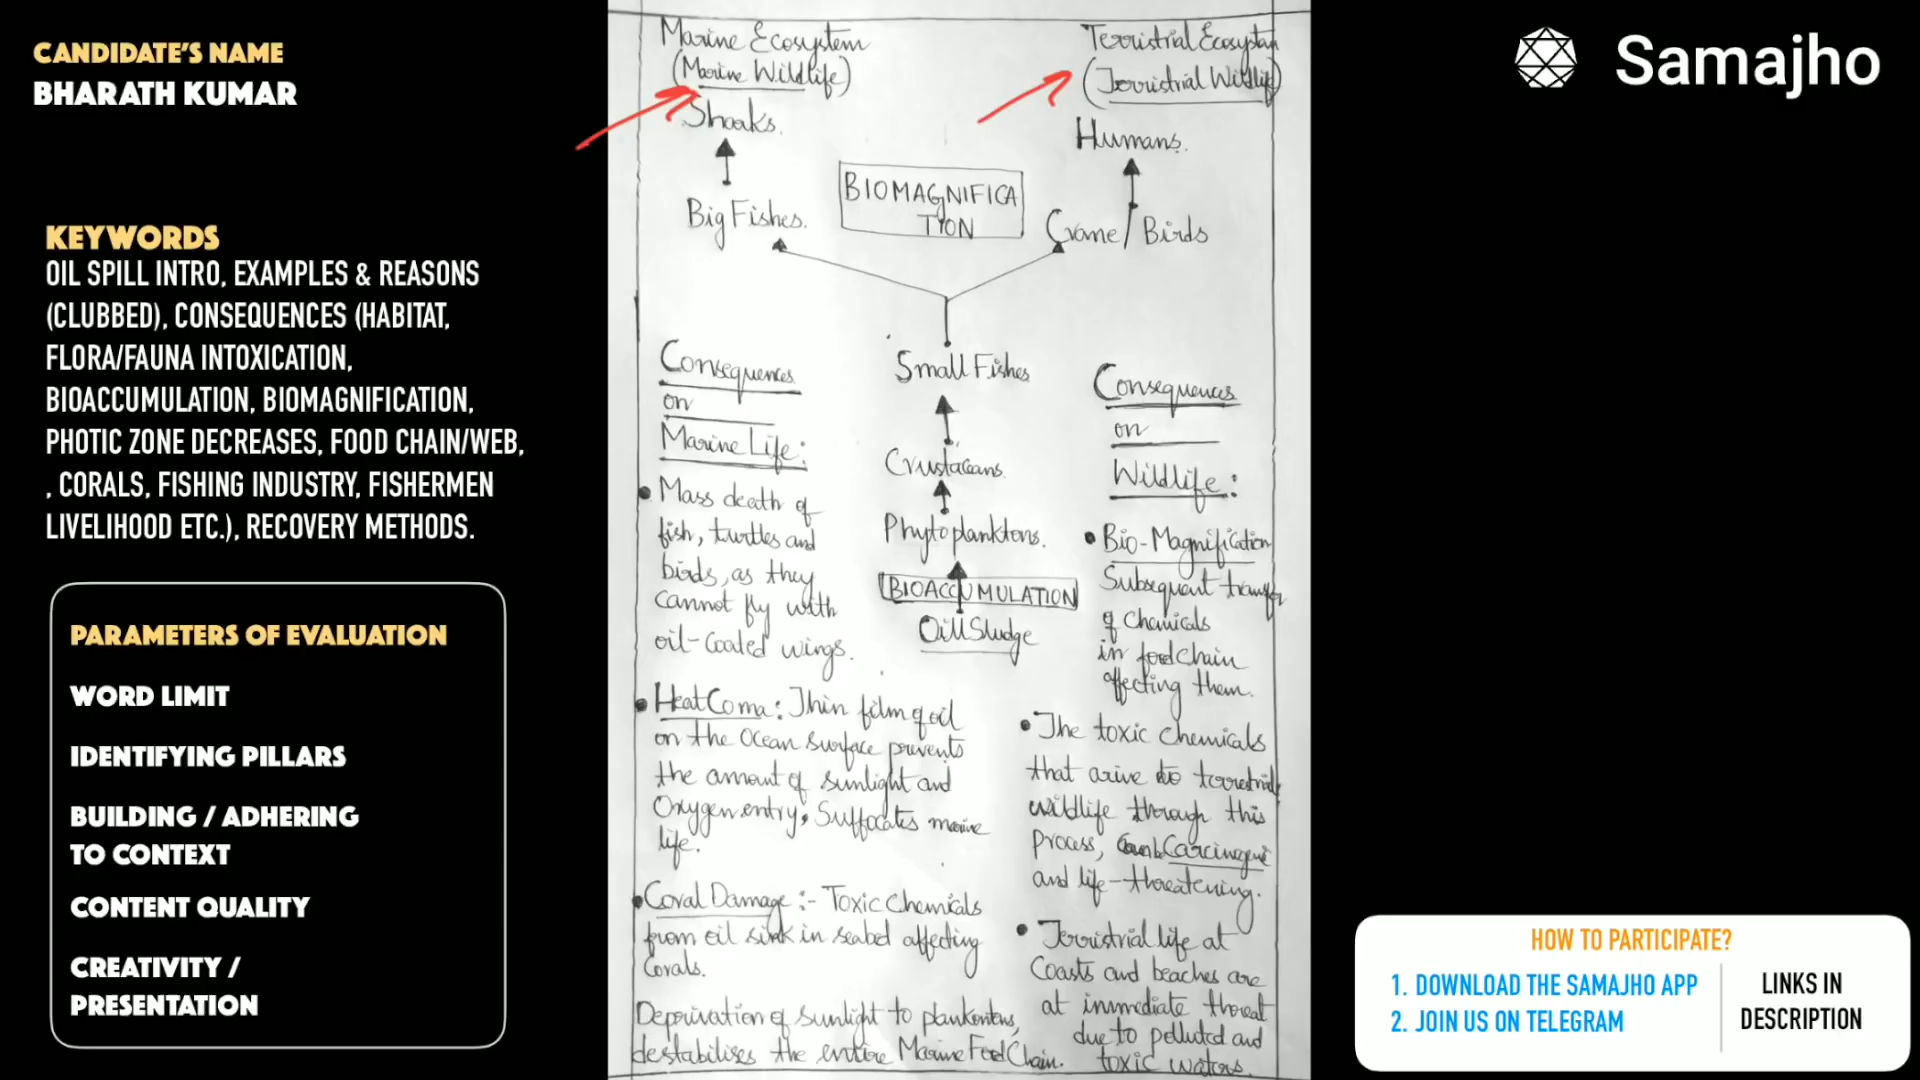 CANDIDATE'S NAME
BHARATH KUMAR
KEYWORDS
OIL SPILL INTRO, EXAMPLES & REASONS
(CLUBBED), CONSEQUENCES (HABITAT,
FLORA/FAUNA INTOXICATION,
BIOACCUMULATION, BIOMAGNIFICATION,
PHOTIC ZONE DECREASES, FOOD CHAIN/WEB,
, CORALS, FISHING INDUSTRY, FISHERMEN
LIVELIHOOD ETC.), RECOVERY METHODS.
PARAMETERS OF EVALUATION
WORD LIMIT
IDENTIFYING PILLARS
BUILDING / ADHERING
TO CONTEXT
CONTENT QUALITY
CREATIVITY /
PRESENTATION
Marine Ecosystem
(Marine Wildlife)
Sharks.
Big Fishes.
BIOMAGNIFICA
TION
Terristrial Ecosystem
(Terristrial Wildlife)
Humans.
Crane / Birds
Small Fishes
Crustaceans.
Phytoplanktons.
BIOACCUMULATION
Oil Sludge
Consequences
on
Marine Life:
• Mass death of
fish, turtles and
birds, as they
cannot fly with
oil-coated wings.
• Heat Coma: Thin film of oil
on the ocean surface prevents
the amount of sunlight and
Oxygen entry, Suffocates marine
life.
• Coral Damage :- Toxic Chemicals
from oil sink in seabed affecting
Corals.
Deprivation of sunlight to planktons,
destabilises the entire Marine Food Chain.
Consequences
on
Wildlife:
• Bio-Magnification
Subsequent transfer
of chemicals
in food chain
affecting them.
• The toxic chemicals
that arive to terrestrial
wildlife through this
process,
and life-threatening.
• Terristrial life at
Coasts and beaches are
at immediate threat
due to polluted and
toxic waters.
Samajho
HOW TO PARTICIPATE?
1. DOWNLOAD THE SAMAJHO APP
2. JOIN US ON TELEGRAM
LINKS IN
DESCRIPTION